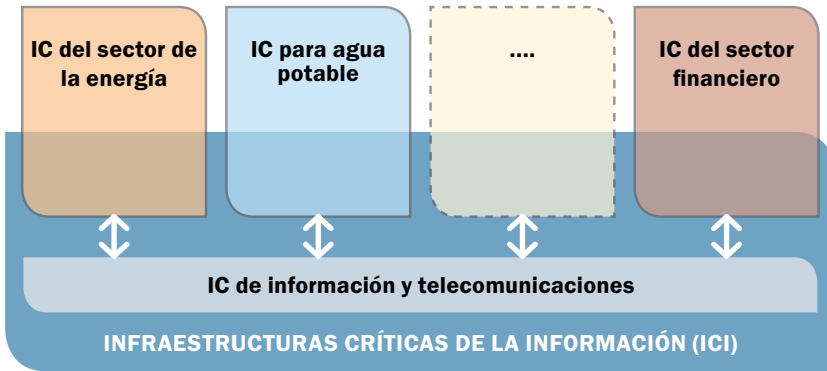 IC del sector de
la energía
IC para agua
potable
....
IC del sector
financiero
IC de información y telecomunicaciones
INFRAESTRUCTURAS CRÍTICAS DE LA INFORMACIÓN (ICI)